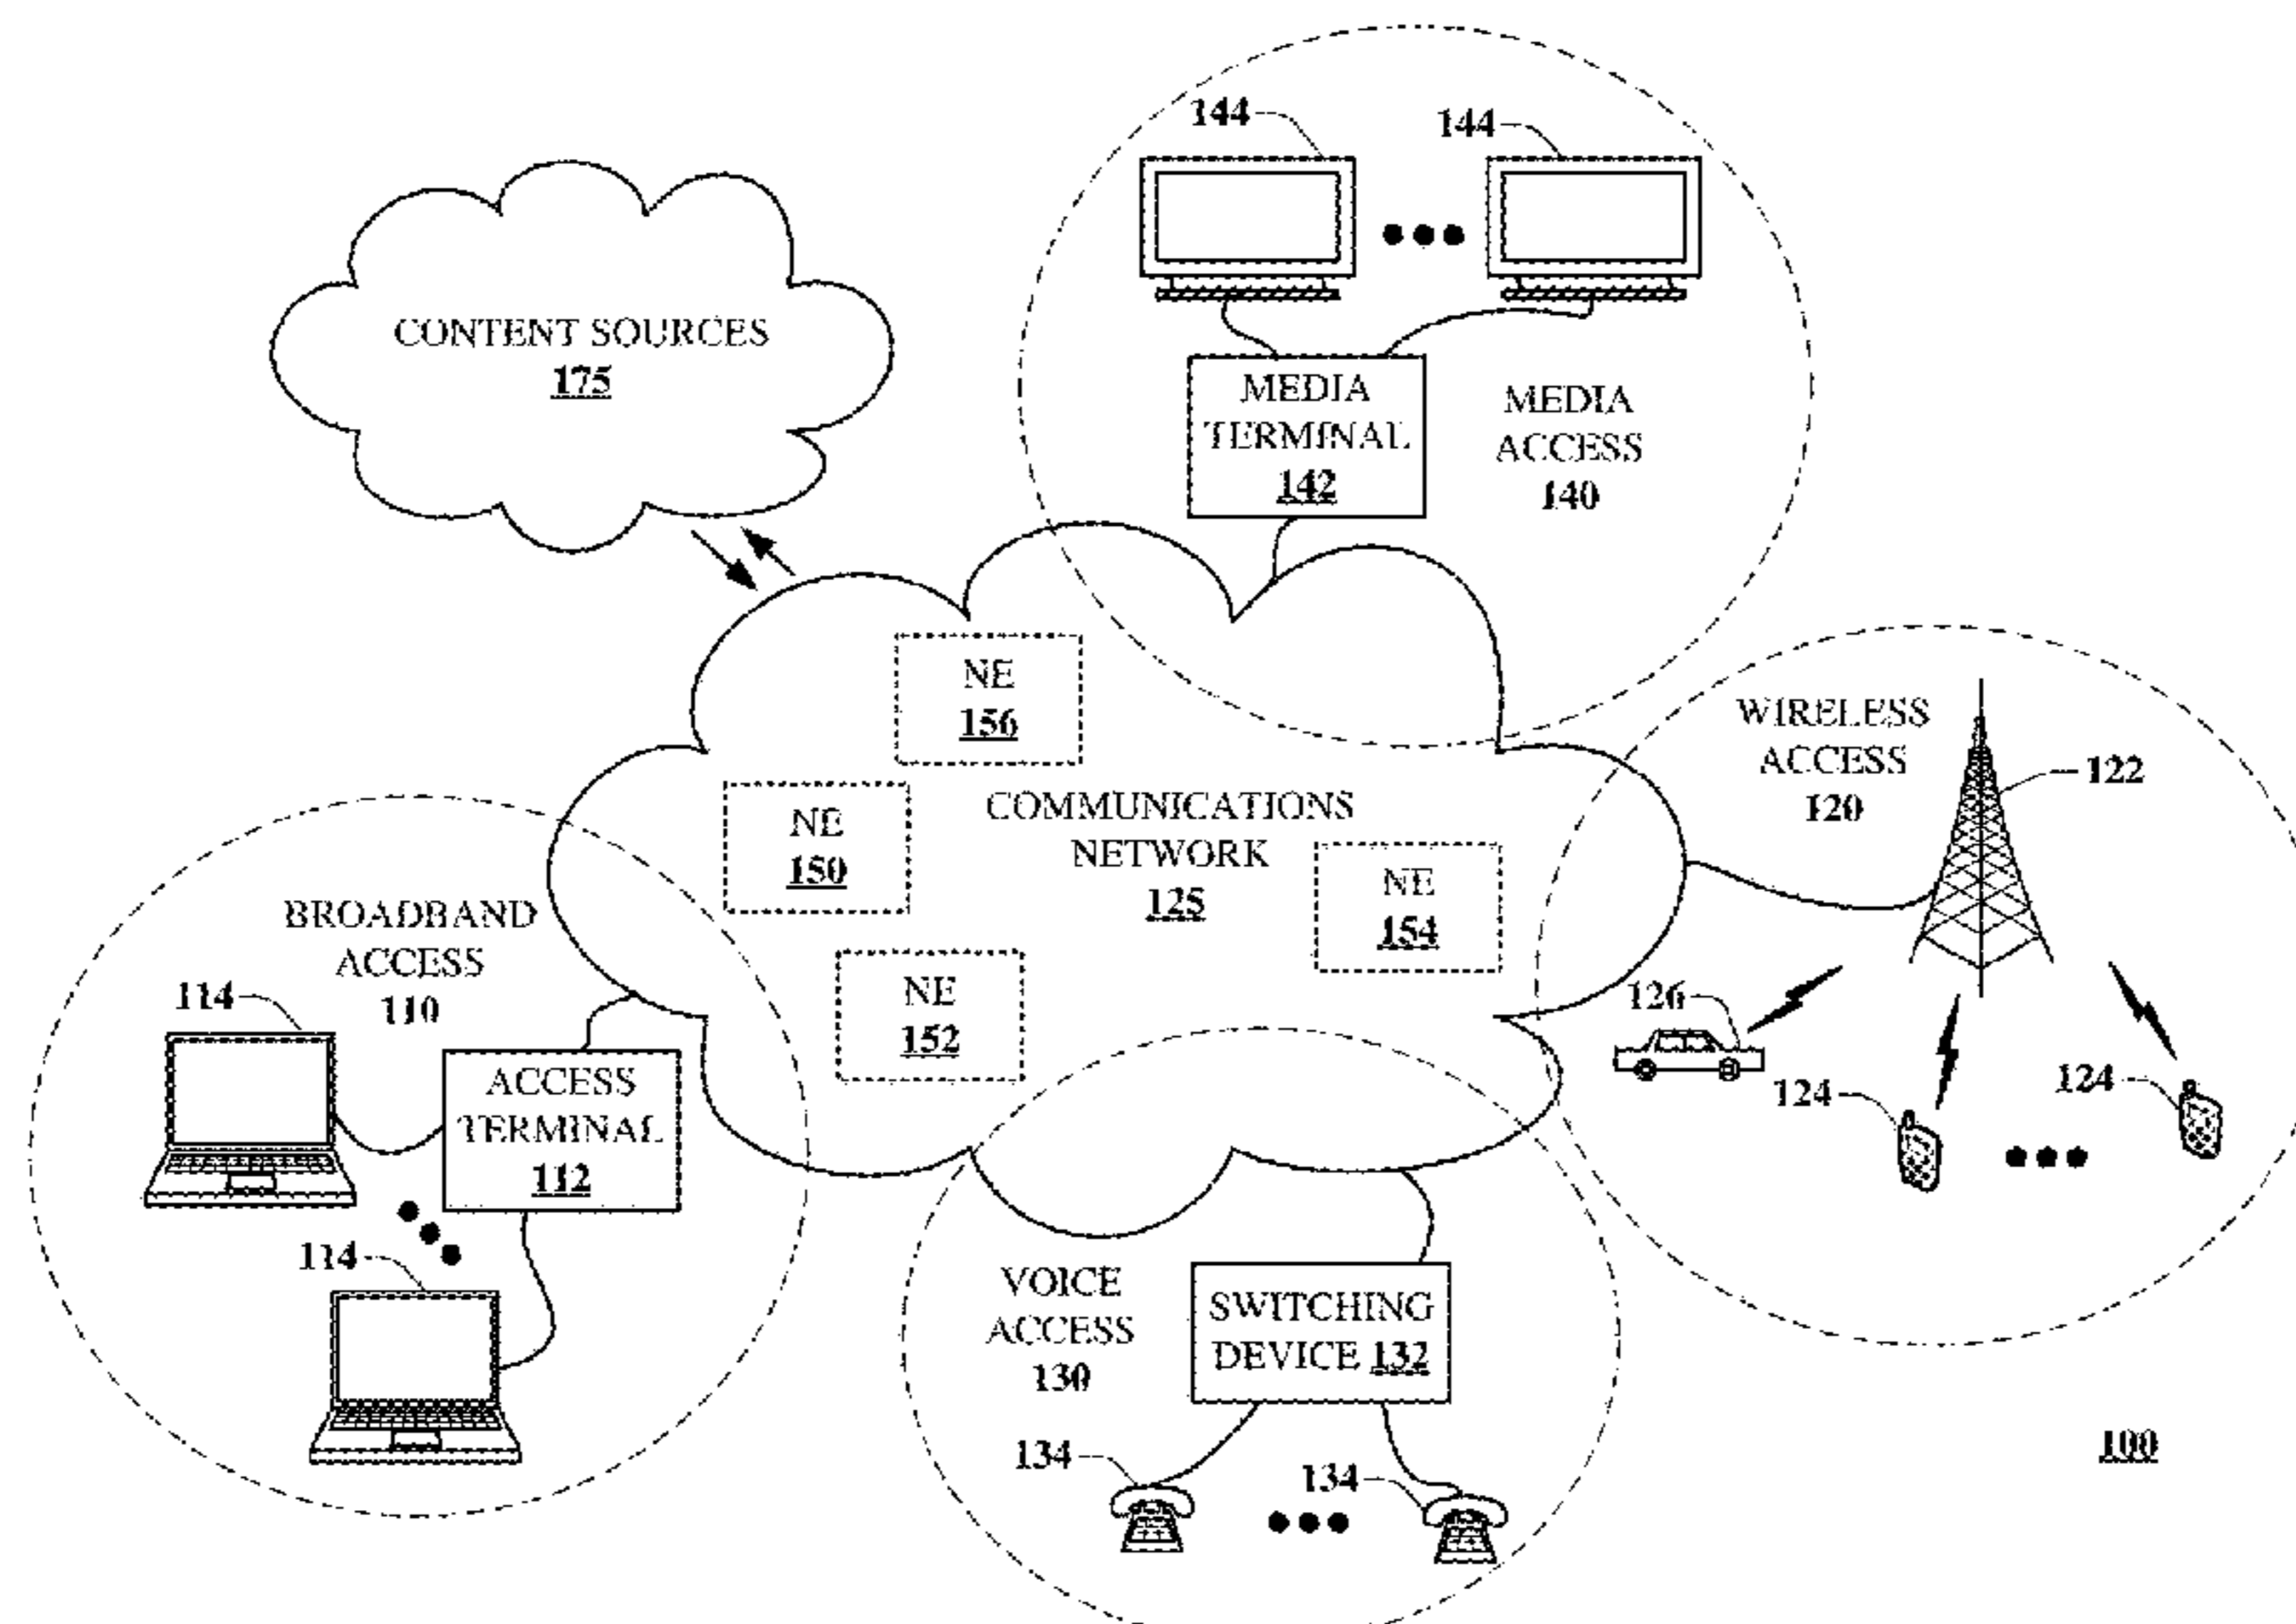 144
144
CONTENT SOURCES
175
MEDIA
TERMINAL
142
MEDIA
ACCESS
140
NE
156
WIRELESS
ACCESS
120
122
NE
150
COMMUNICATIONS
NETWORK
125
NE
154
BROADBAND
ACCESS
110
NE
152
126
114
124
124
ACCESS
TERMINAL
112
114
VOICE
ACCESS
130
SWITCHING
DEVICE 132
134
134
100